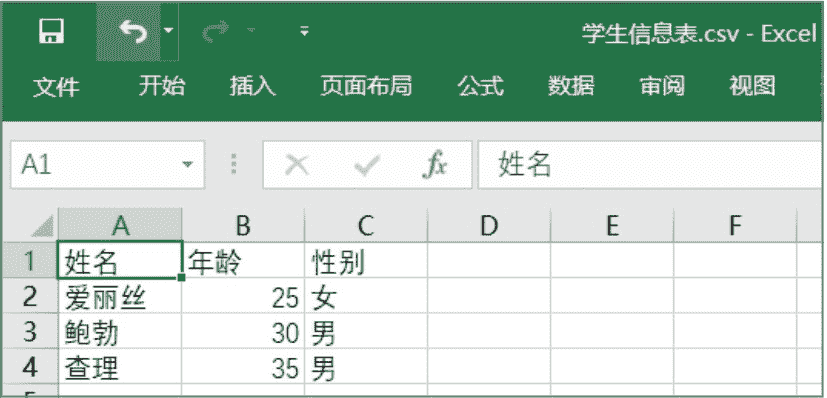 学生信息表.csv - Excel
文件 开始 插入 页面布局 公式 数据 审阅 视图
A1 fx 姓名
A B C D E F
1 姓名 年龄 性别
2 爱丽丝 25 女
3 鲍勃 30 男
4 查理 35 男